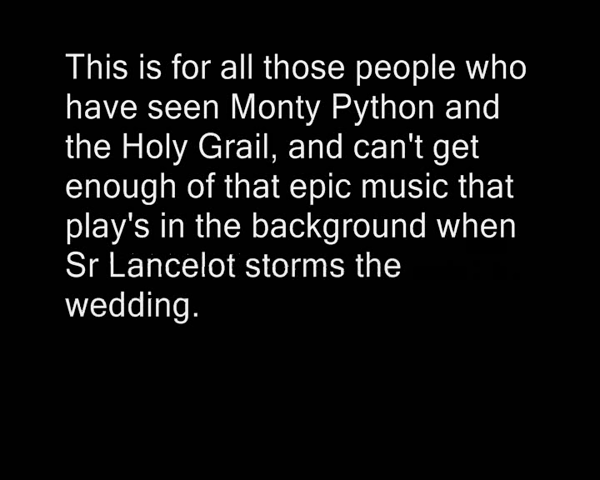 This is for all those people who
have seen Monty Python and
the Holy Grail, and can't get
enough of that epic music that
play's in the background when
Sr Lancelot storms the
wedding.